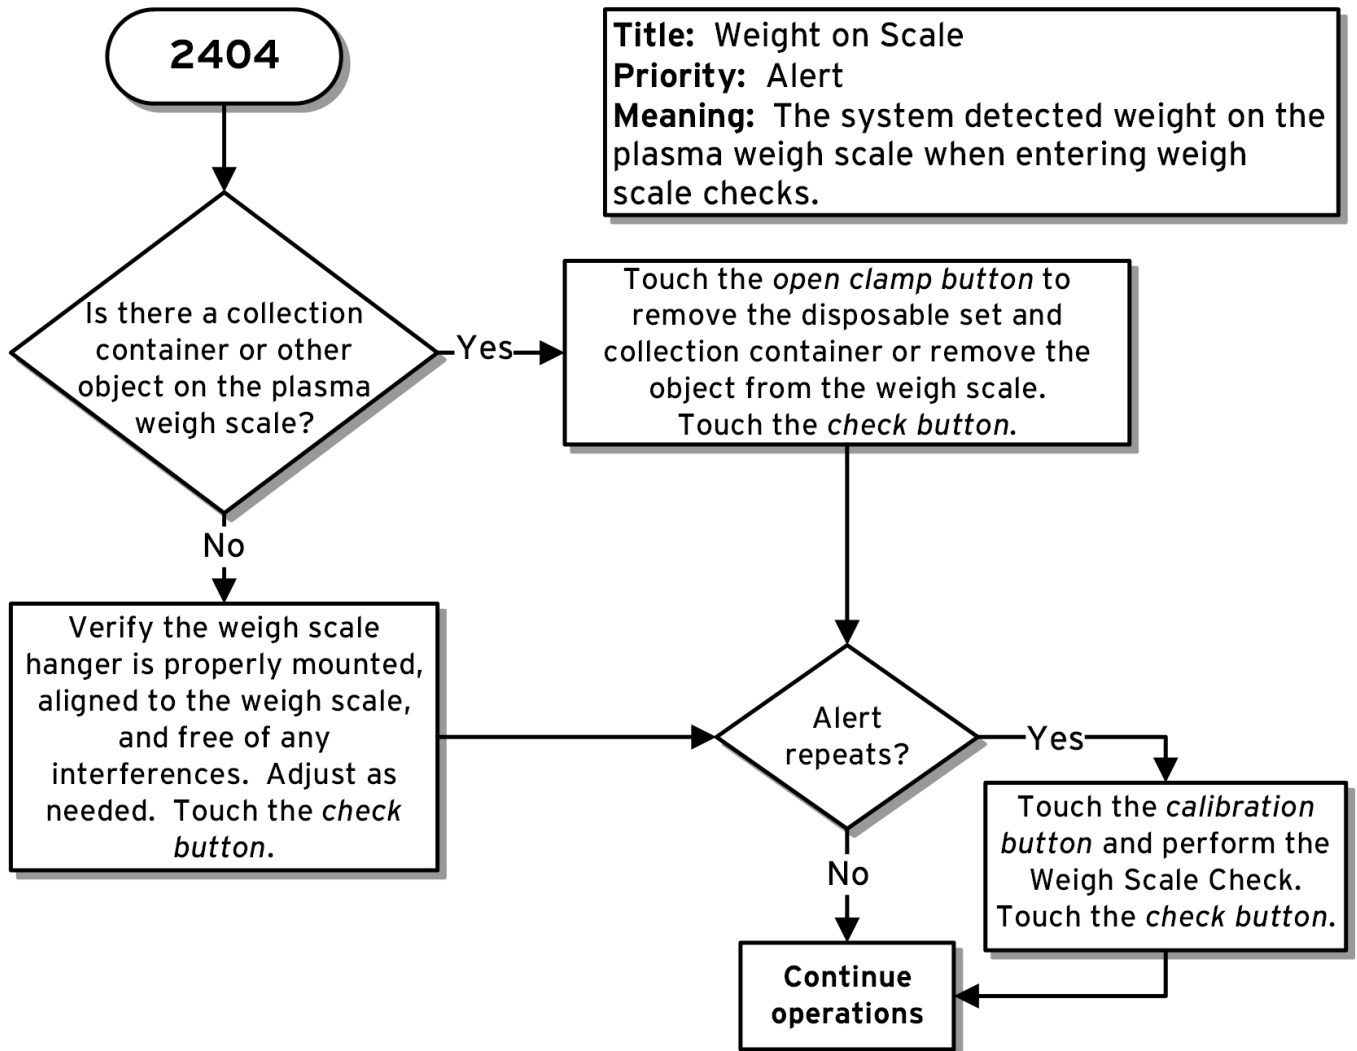 2404
Title: Weight on Scale
Priority: Alert
Meaning: The system detected weight on the
plasma weigh scale when entering weigh
scale checks.
Is there a collection
container or other
object on the plasma
weigh scale?
Yes
Touch the open clamp button to
remove the disposable set and
collection container or remove the
object from the weigh scale.
Touch the check button.
No
Verify the weigh scale
hanger is properly mounted,
aligned to the weigh scale,
and free of any
interferences. Adjust as
needed. Touch the check
button.
Alert
repeats?
Yes
Touch the calibration
button and perform the
Weigh Scale Check.
Touch the check button.
No
Continue
operations